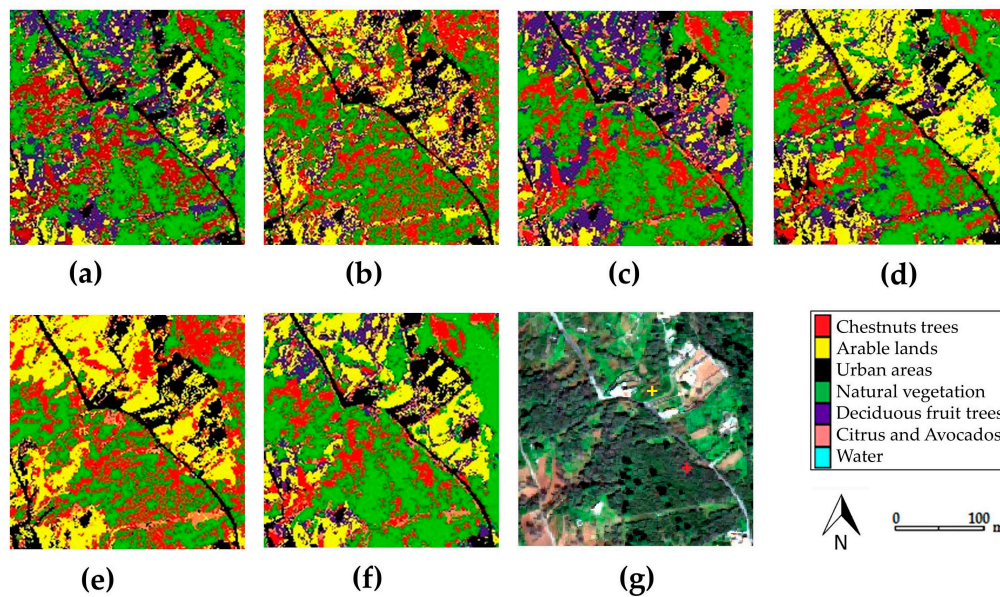 (a)
(b)
(c)
(d)
Chestnuts trees
Arable lands
Urban areas
Natural vegetation
Deciduous fruit trees
Citrus and Avocados
Water
N
0 100 m
(e)
(f)
(g)